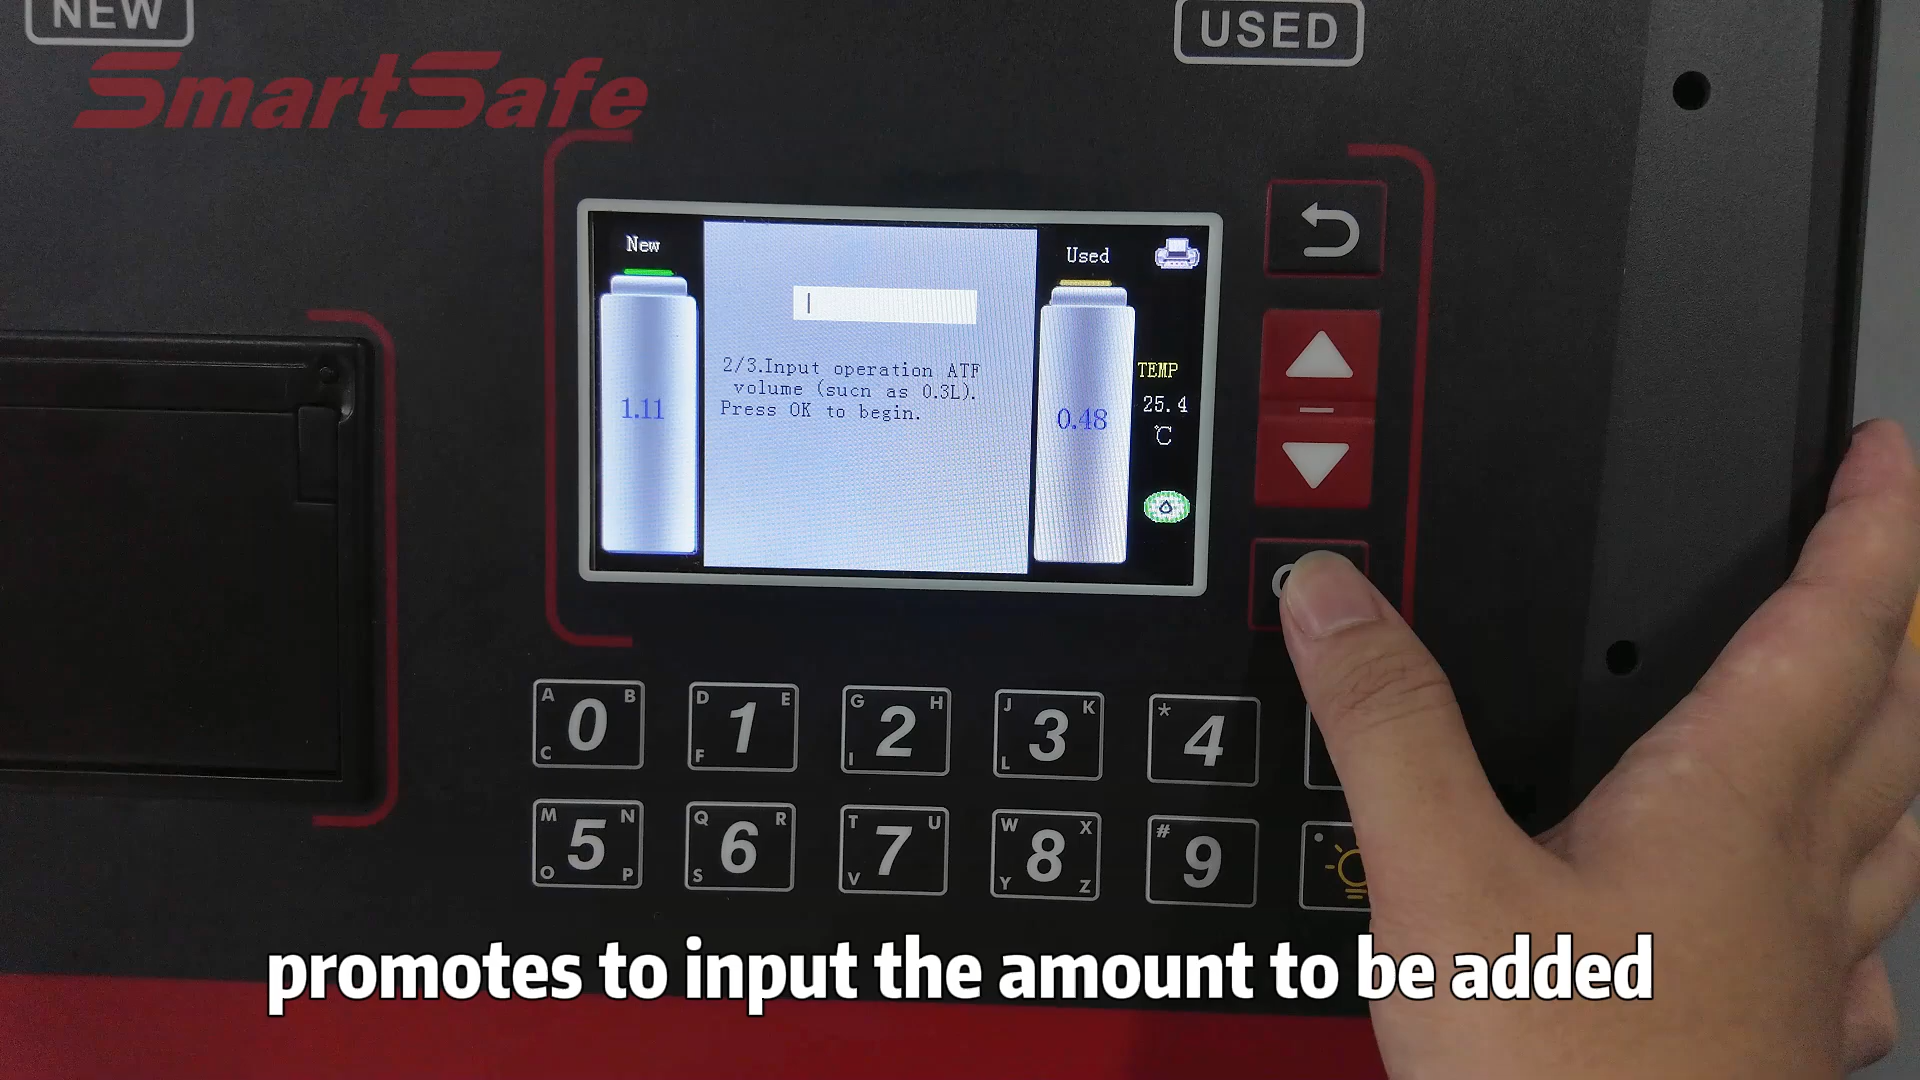 NEW
USED
SmartSafe
New
Used
2/3.Input operation ATF
volume (sucn as 0.3L).
Press OK to begin.
1.11
0.48
TEMP
25.4
℃
A B 0 C
D E 1 F
G H 2 I
J K 3 L
* 4
M N 5 O P
Q R 6 S
T U 7 V
W X 8 Y Z
# 9
promotes to input the amount to be added